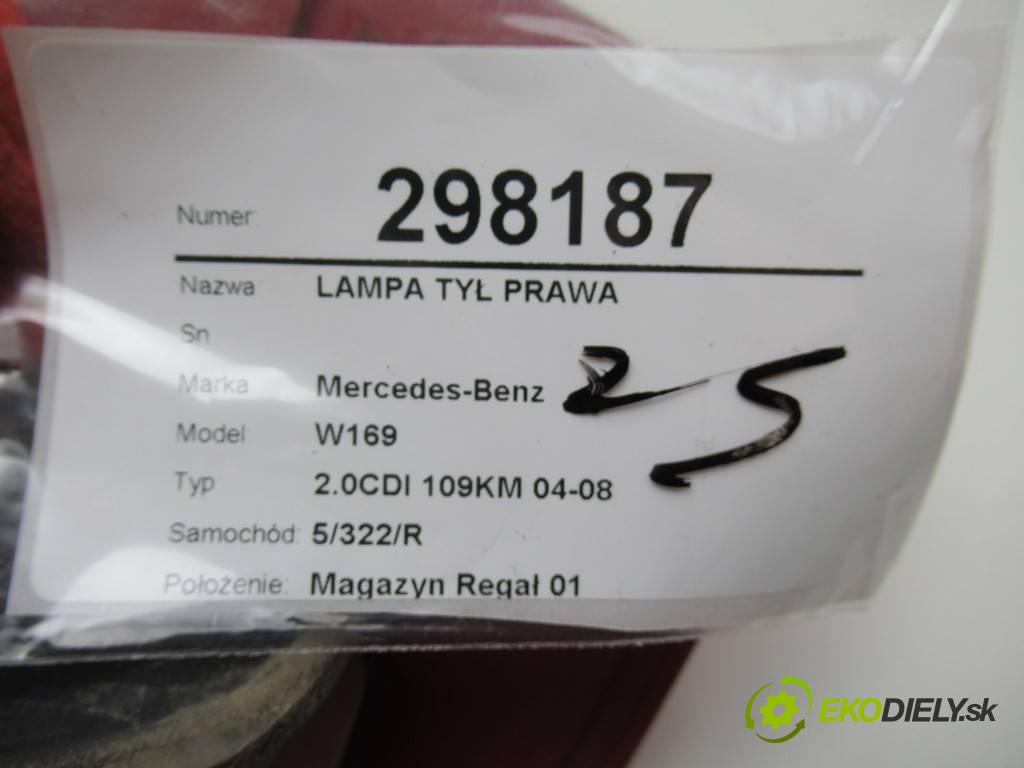 Numer: 298187
Nazwa LAMPA TYŁ PRAWA
Sn
Marka Mercedes-Benz
Model W169
Typ 2.0CDI 109KM 04-08
Samochód: 5/322/R
Położenie: Magazyn Regał 01
25
EKODIELY.sk